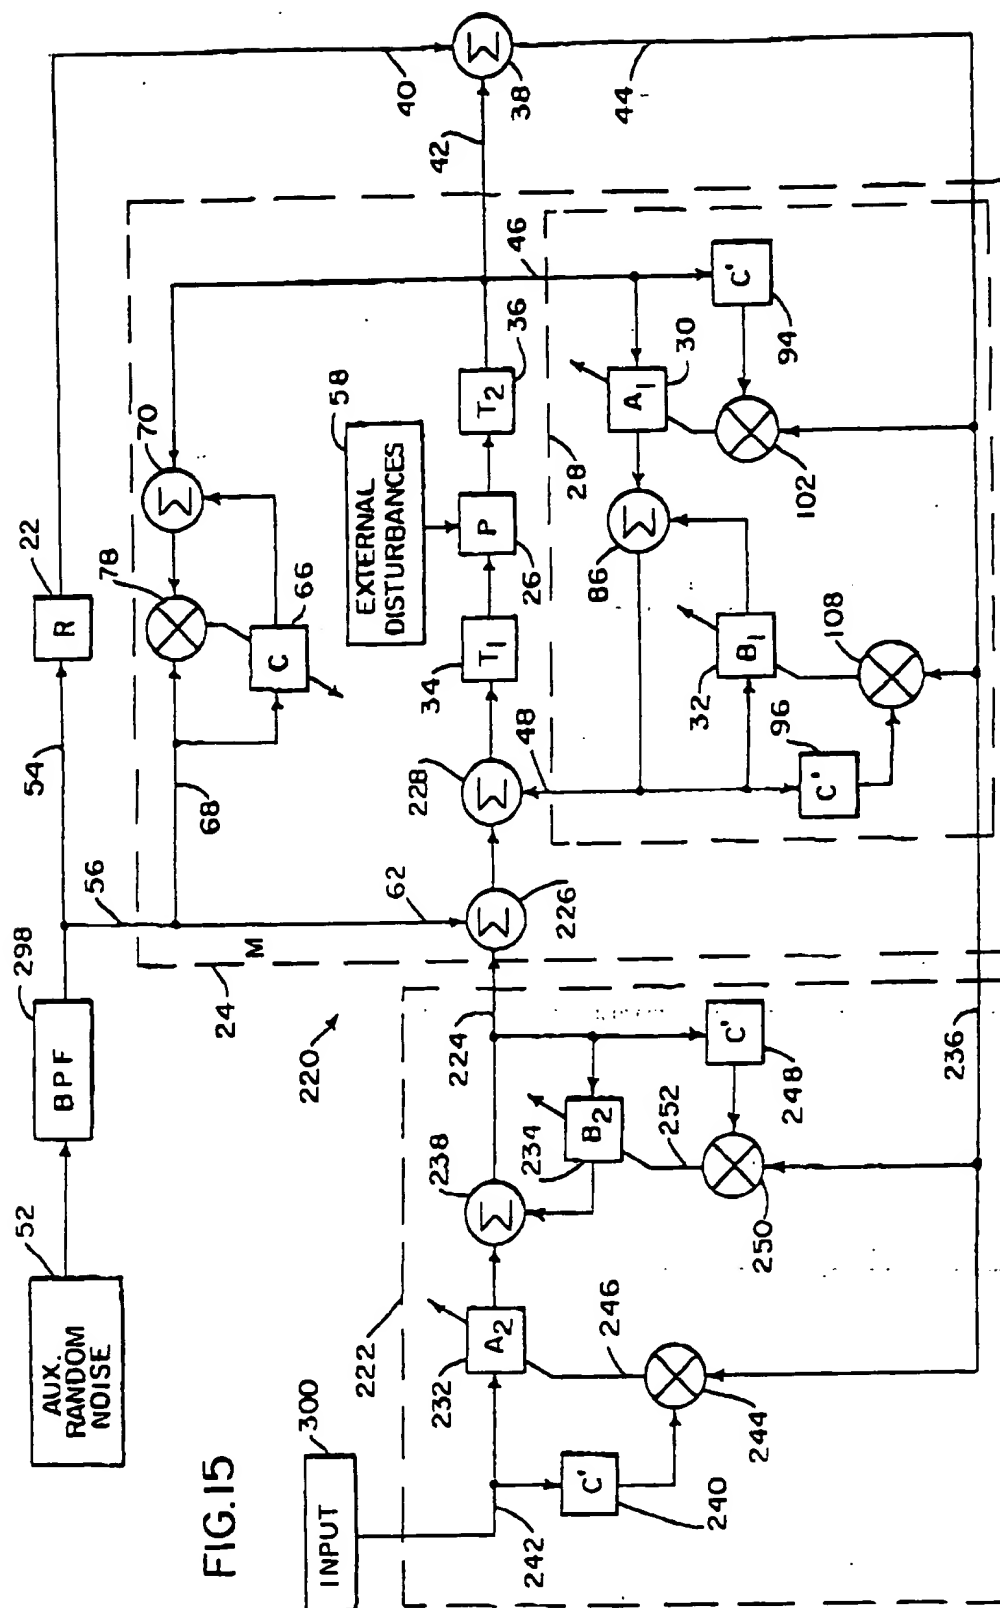 FIG.15
AUX.
RANDOM
NOISE
52
BPF
298
54
56
R
22
40
Σ
38
42
44
24
M
68
78
70
Σ
C
66
62
220
EXTERNAL
DISTURBANCES
58
INPUT
300
222
242
232
A2
238
Σ
224
Σ
226
228
Σ
34
T1
P
26
T2
36
46
48
28
C'
240
246
244
234
B2
252
250
C'
248
236
86
Σ
A1
30
C'
94
102
32
B1
96
C'
108